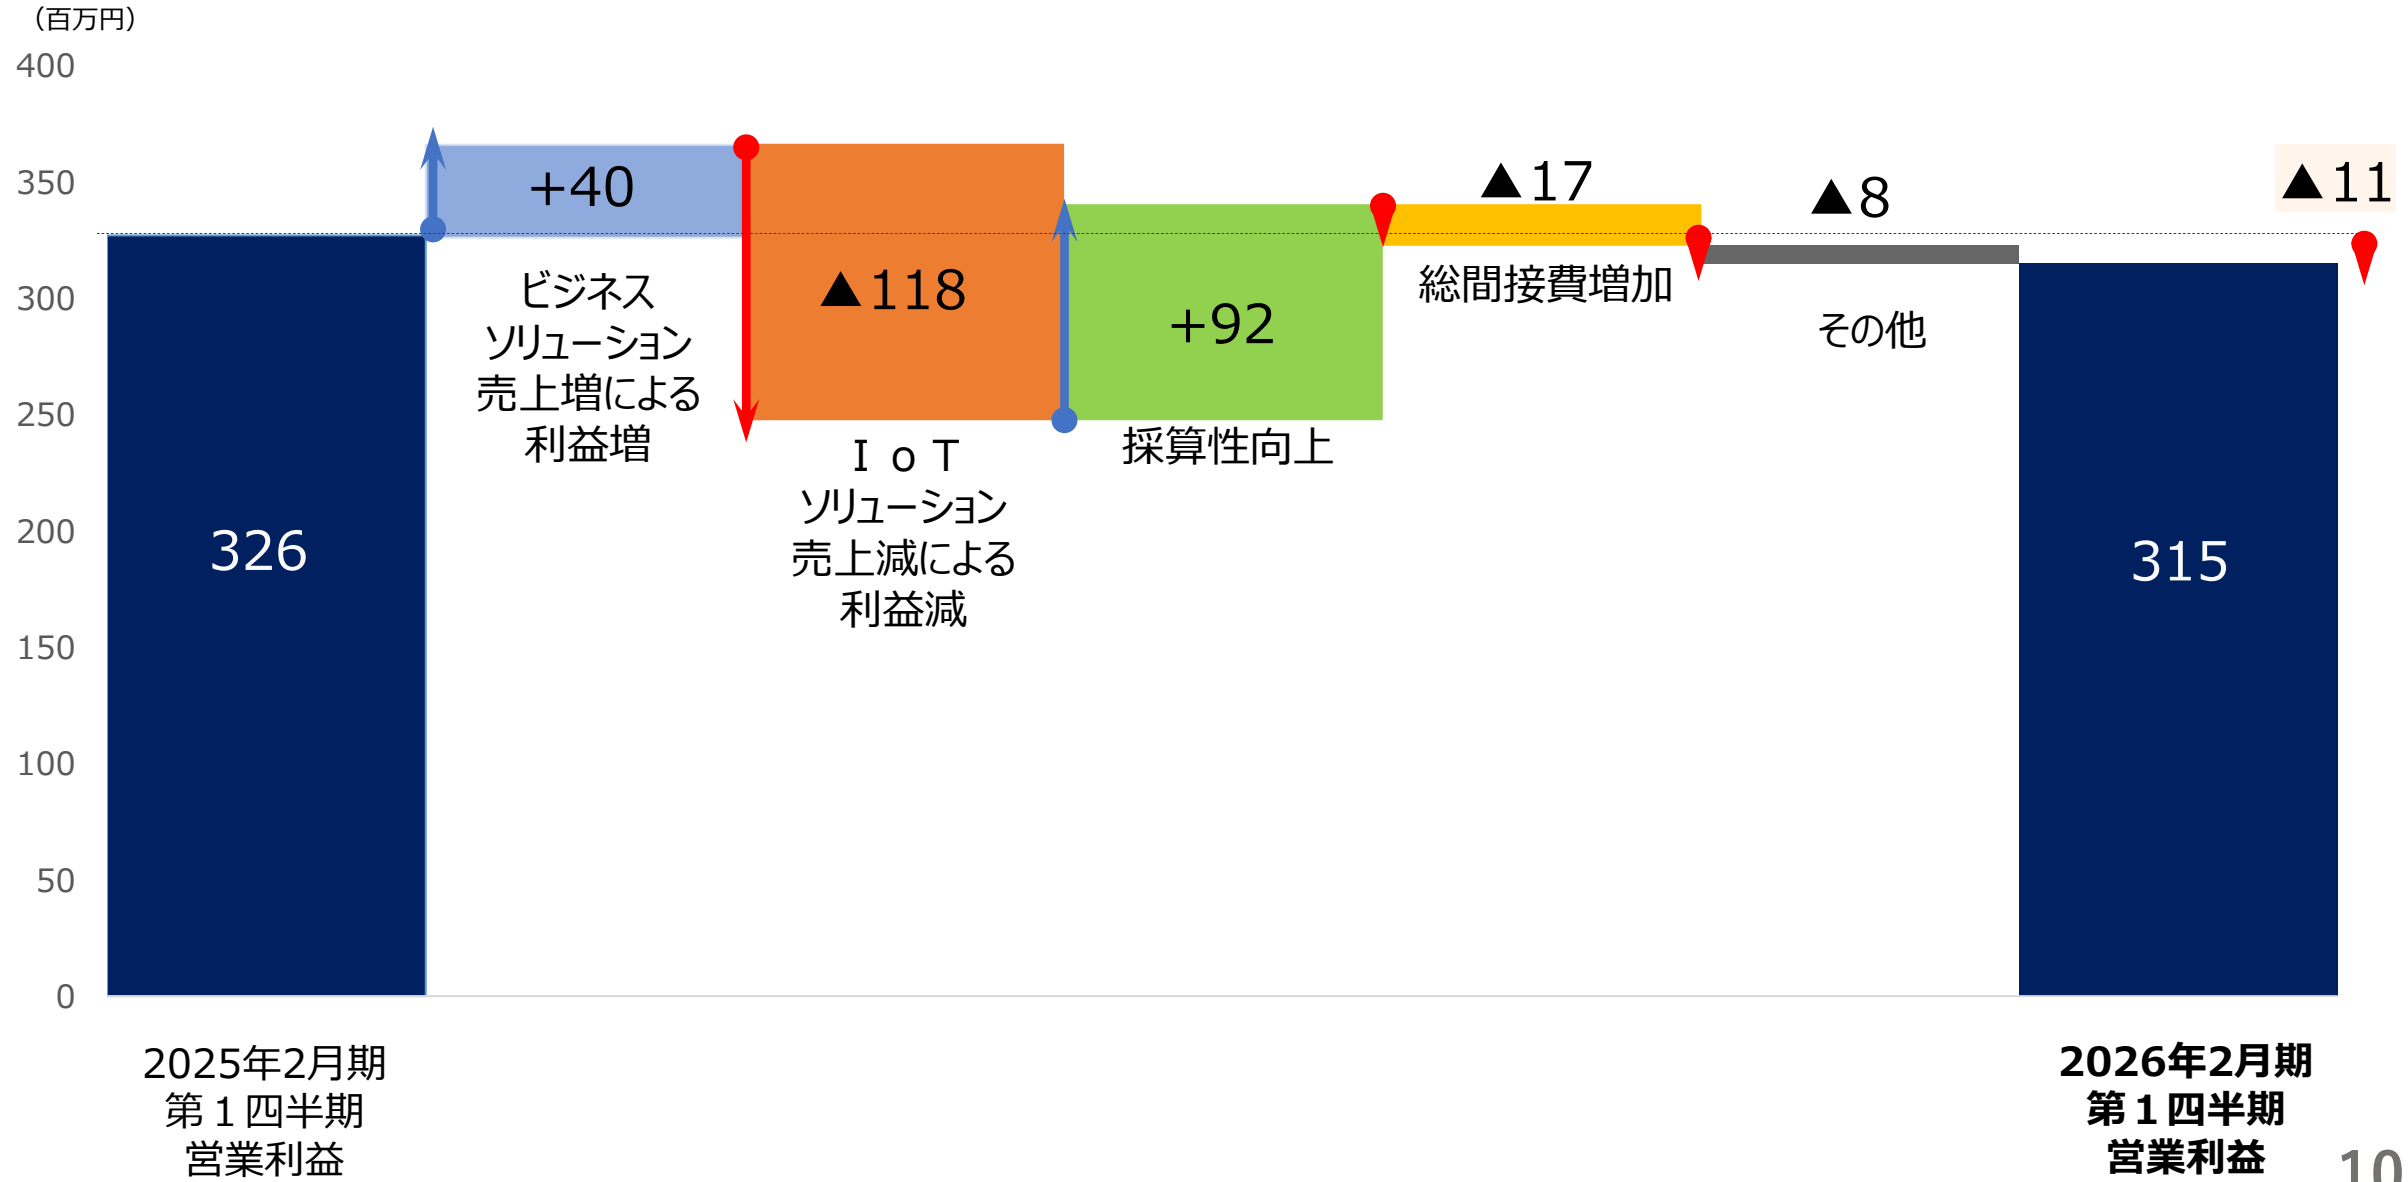 （百万円）
400
350
300
250
200
150
100
50
0
326
+40
ビジネス
ソリューション
売上増による
利益増
▲118
ＩｏＴ
ソリューション
売上減による
利益減
+92
採算性向上
▲17
総間接費増加
▲8
その他
315
▲11
2025年2月期
第１四半期
営業利益
2026年2月期
第１四半期
営業利益
10